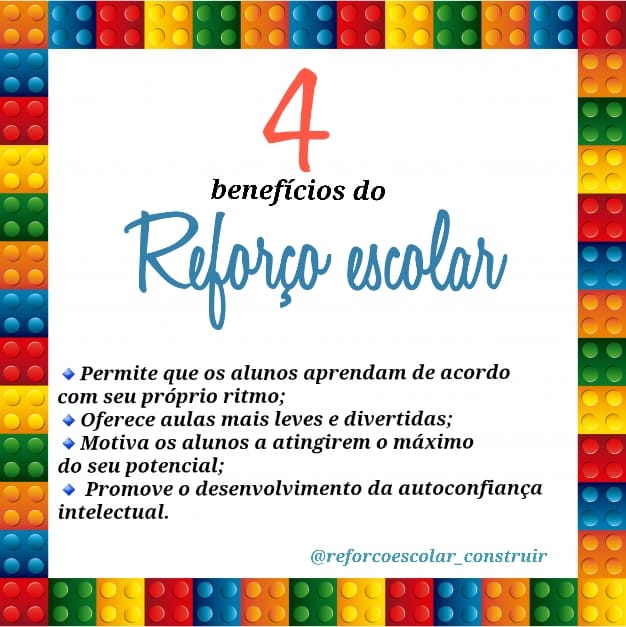 4
benefícios do
Reforço escolar
Permite que os alunos aprendam de acordo
com seu próprio ritmo;
Oferece aulas mais leves e divertidas;
Motiva os alunos a atingirem o máximo
do seu potencial;
Promove o desenvolvimento da autoconfiança
intelectual.
@reforcoescolar_construir